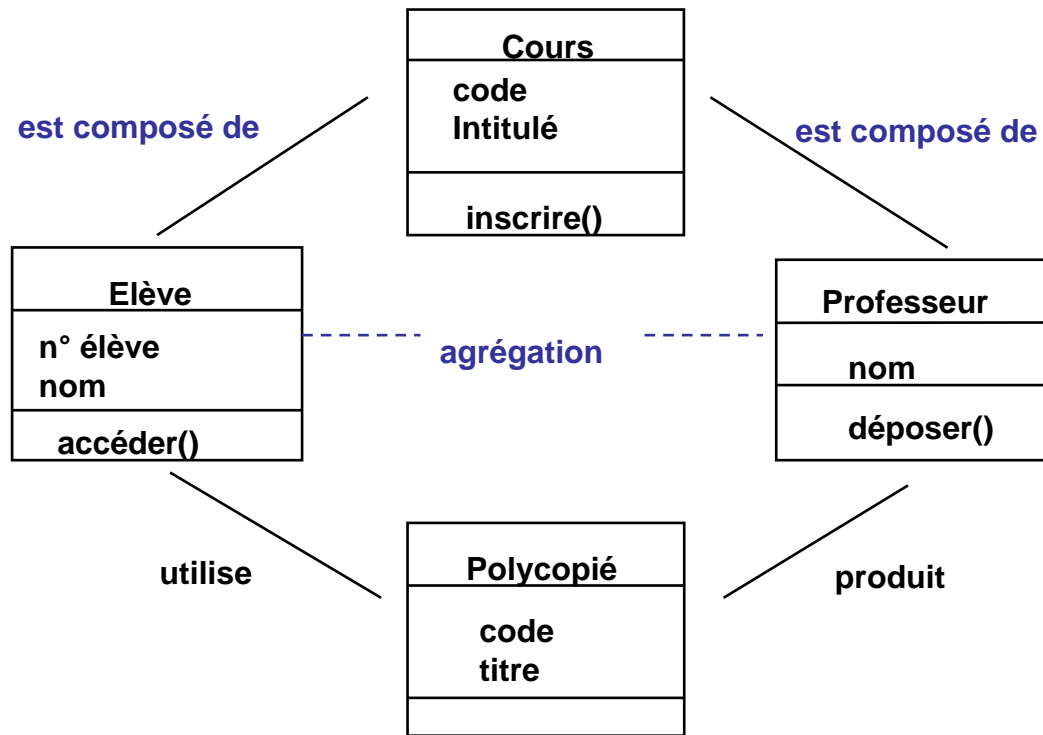 Cours
code
Intitulé
inscrire()
est composé de
est composé de
Elève
n° élève
nom
accéder()
agrégation
Professeur
nom
déposer()
utilise
produit
Polycopié
code
titre